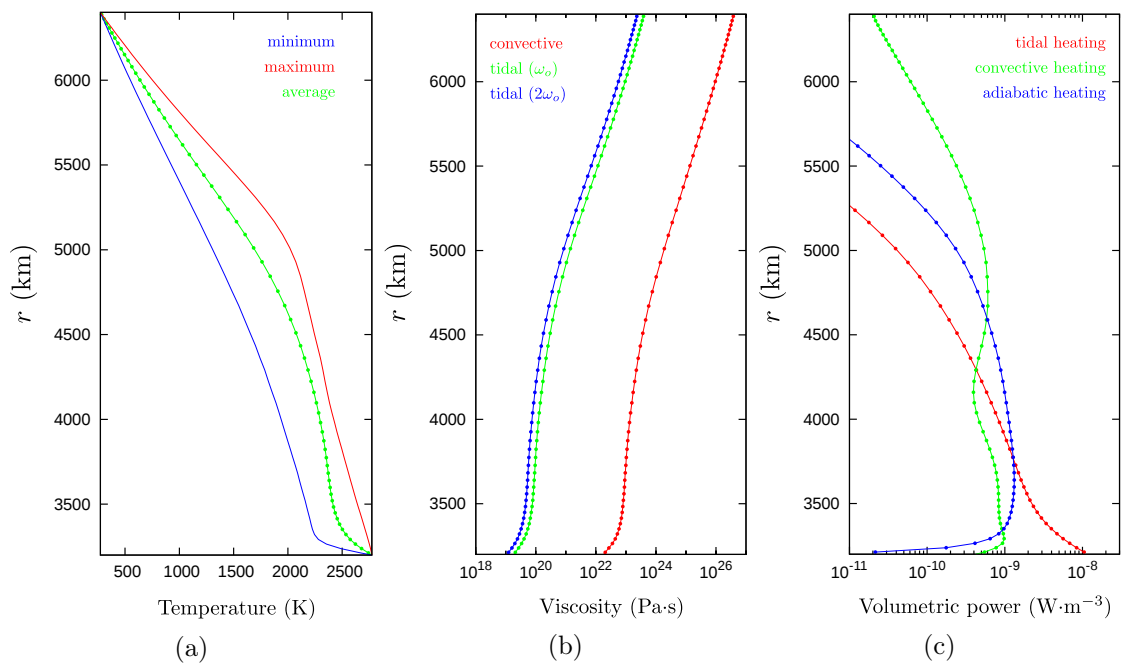 r (km)
6000
5500
5000
4500
4000
3500
500 1000 1500 2000 2500
minimum
maximum
average
Temperature (K)
(a)
r (km)
6000
5500
5000
4500
4000
3500
10^18 10^20 10^22 10^24 10^26
convective
tidal (ω_o)
tidal (2ω_o)
Viscosity (Pa·s)
(b)
r (km)
6000
5500
5000
4500
4000
3500
10^-11 10^-10 10^-9 10^-8
tidal heating
convective heating
adiabatic heating
Volumetric power (W·m^−3)
(c)